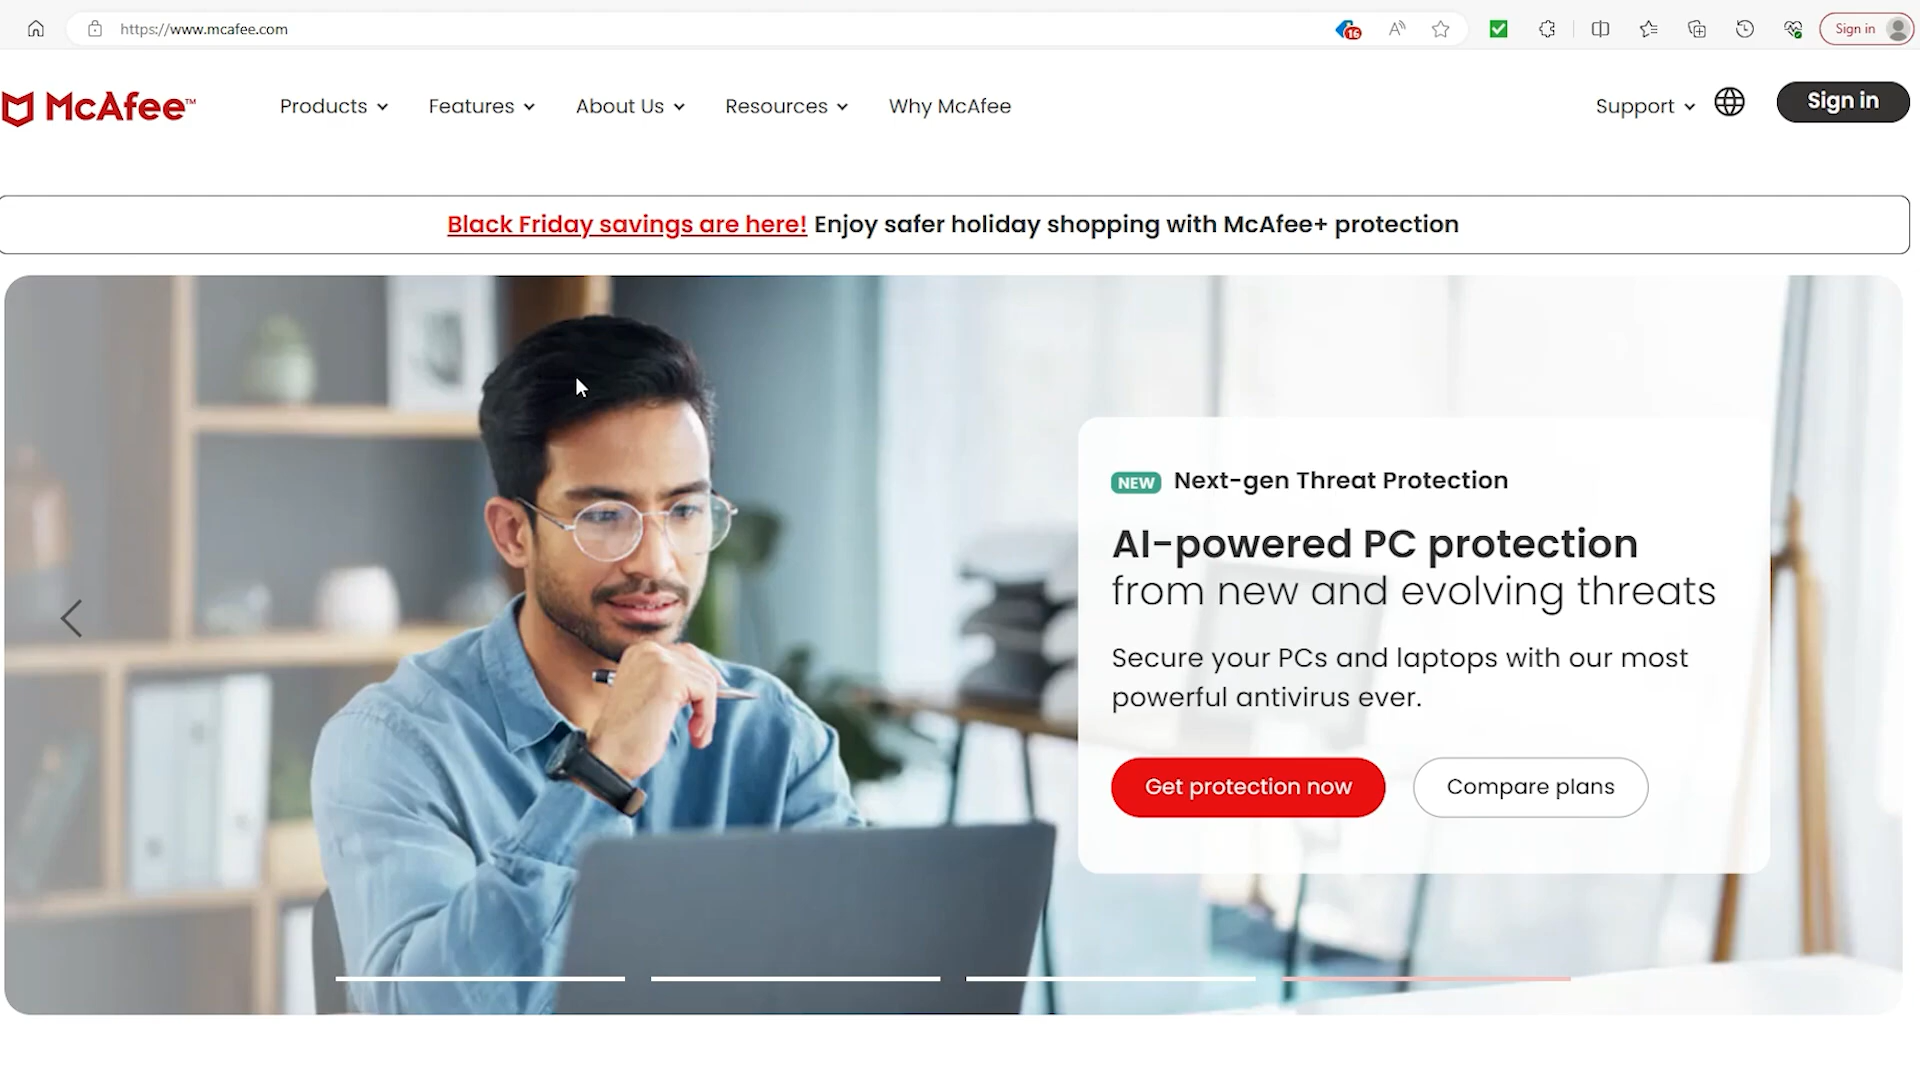 https://www.mcafee.com
16
A
Sign in
McAfee™
Products
Features
About Us
Resources
Why McAfee
Support
Sign in
Black Friday savings are here! Enjoy safer holiday shopping with McAfee+ protection
NEW Next-gen Threat Protection
AI-powered PC protection
from new and evolving threats
Secure your PCs and laptops with our most
powerful antivirus ever.
Get protection now
Compare plans